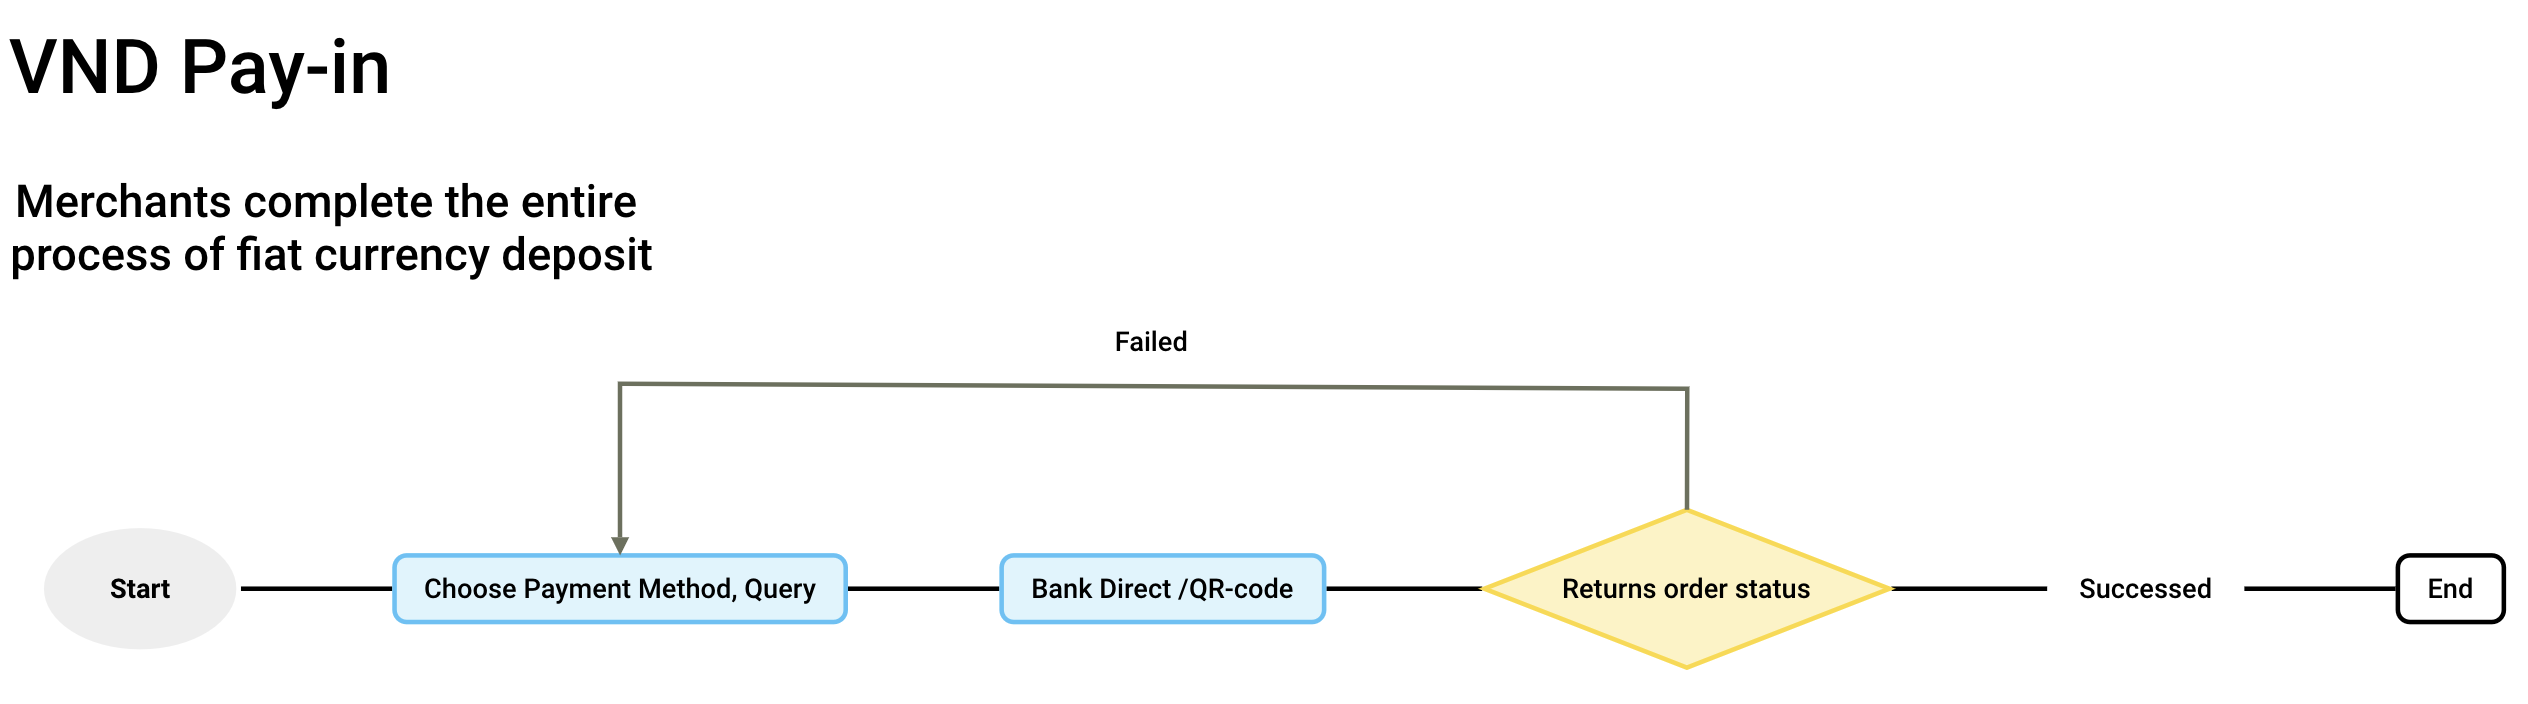 VND Pay-in
Merchants complete the entire
process of fiat currency deposit
Failed
Start
Choose Payment Method, Query
Bank Direct /QR-code
Returns order status
Successed
End